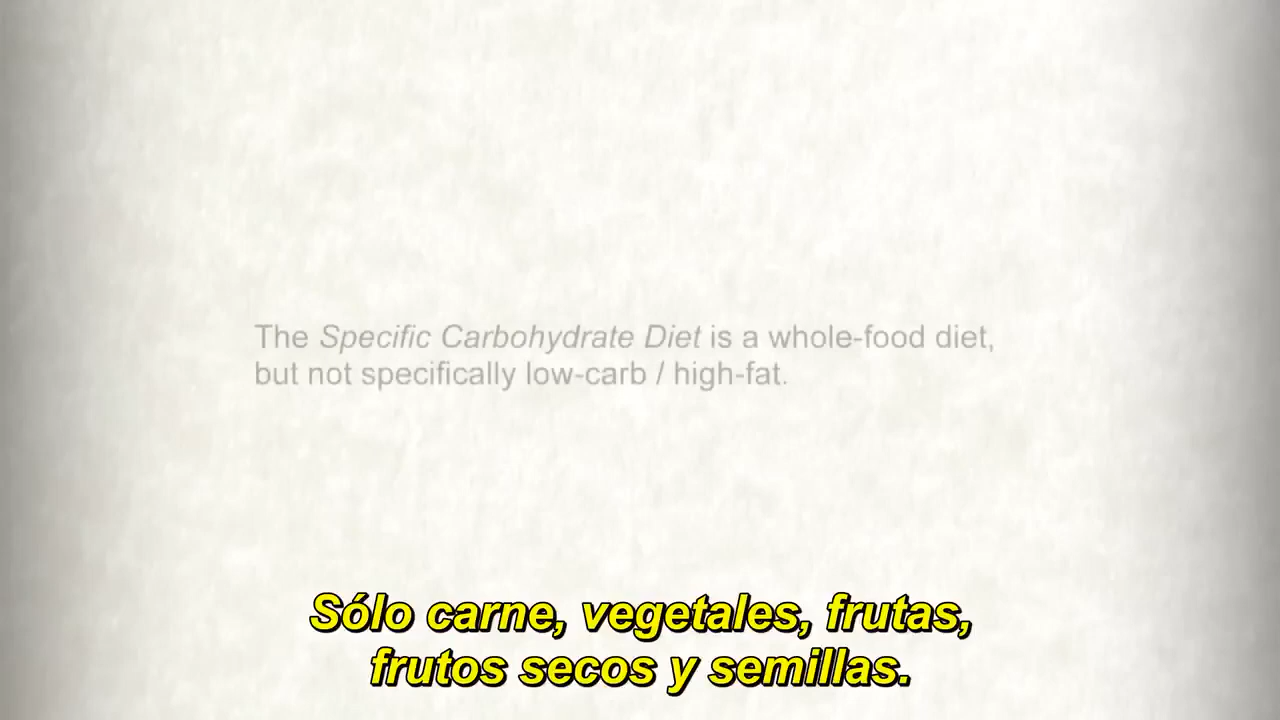 The Specific Carbohydrate Diet is a whole-food diet,
but not specifically low-carb / high-fat.
Sólo carne, vegetales, frutas,
frutos secos y semillas.